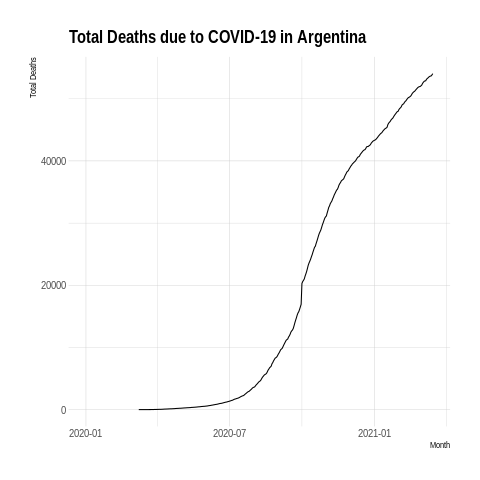 Total Deaths due to COVID-19 in Argentina
Total Deaths
40000
20000
0
2020-01 2020-07 2021-01
Month